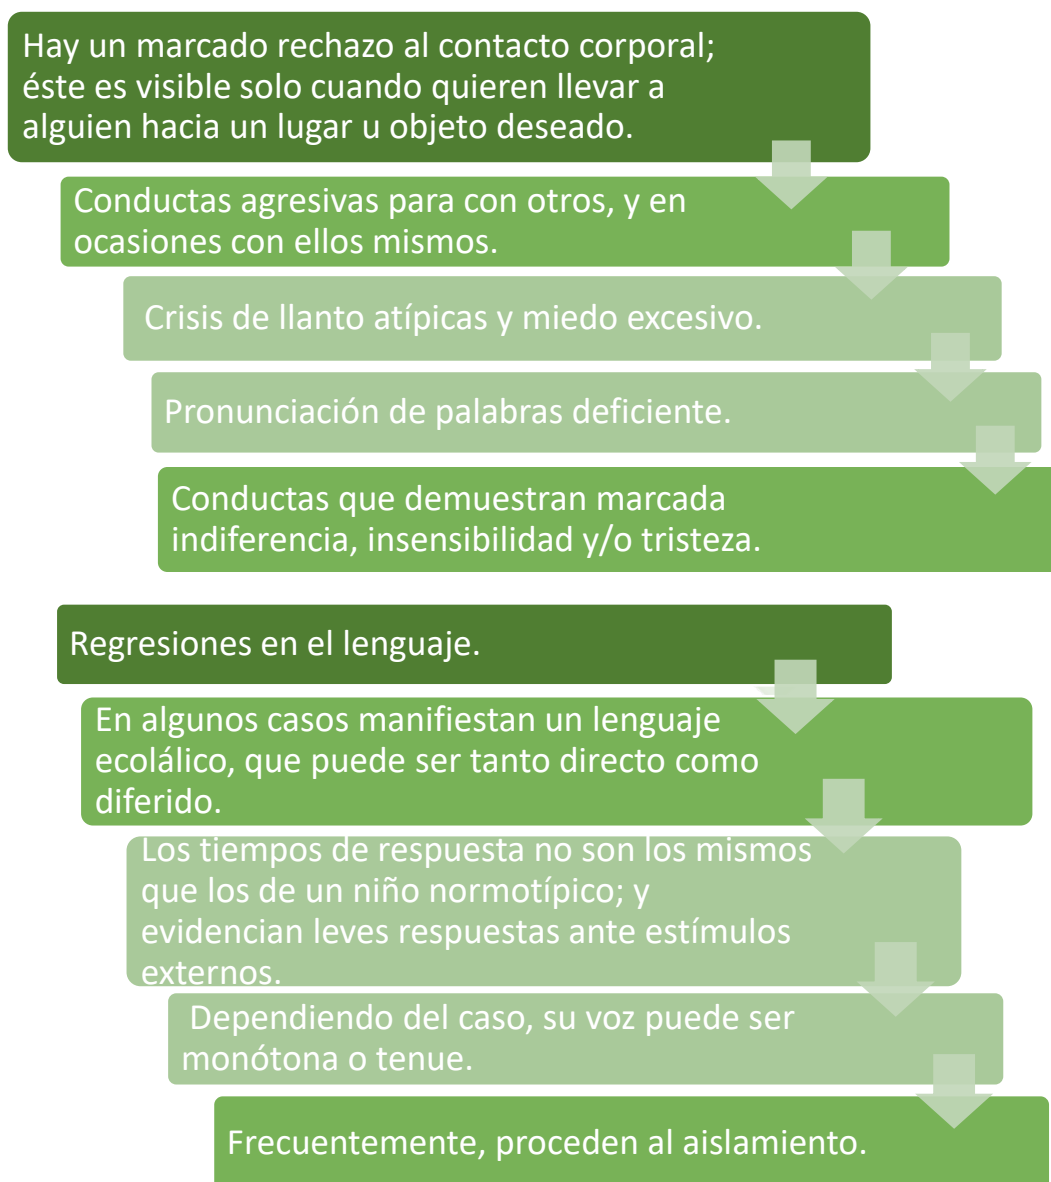 Hay un marcado rechazo al contacto corporal;
éste es visible solo cuando quieren llevar a
alguien hacia un lugar u objeto deseado.
Conductas agresivas para con otros, y en
ocasiones con ellos mismos.
Crisis de llanto atípicas y miedo excesivo.
Pronunciación de palabras deficiente.
Conductas que demuestran marcada
indiferencia, insensibilidad y/o tristeza.
Regresiones en el lenguaje.
En algunos casos manifiestan un lenguaje
ecolálico, que puede ser tanto directo como
diferido.
Los tiempos de respuesta no son los mismos
que los de un niño normotípico; y
evidencian leves respuestas ante estímulos
externos.
Dependiendo del caso, su voz puede ser
monótona o tenue.
Frecuentemente, proceden al aislamiento.